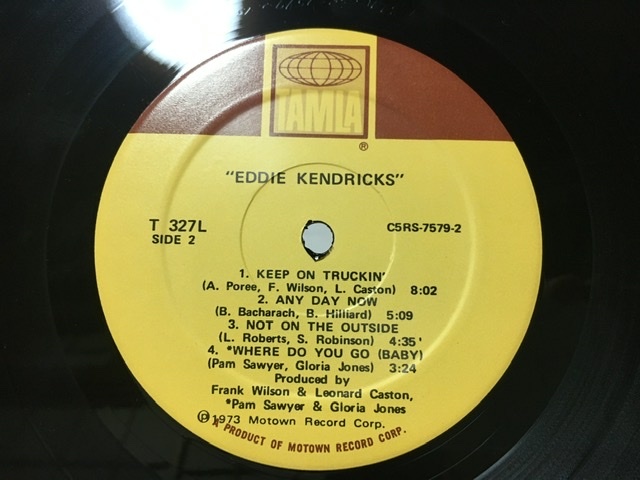 TAMLA
®
"EDDIE KENDRICKS"
T 327L
SIDE 2
C5RS-7579-2
1. KEEP ON TRUCKIN'
(A. Poree, F. Wilson, L. Caston) 8:02
2. ANY DAY NOW
(B. Bacharach, B. Hilliard) 5:09
3. NOT ON THE OUTSIDE
(L. Roberts, S. Robinson) 4:35'
4. *WHERE DO YOU GO (BABY)
(Pam Sawyer, Gloria Jones) 3:24
Produced by
Frank Wilson & Leonard Caston,
*Pam Sawyer & Gloria Jones
℗1973 Motown Record Corp.
A PRODUCT OF MOTOWN RECORD CORP.